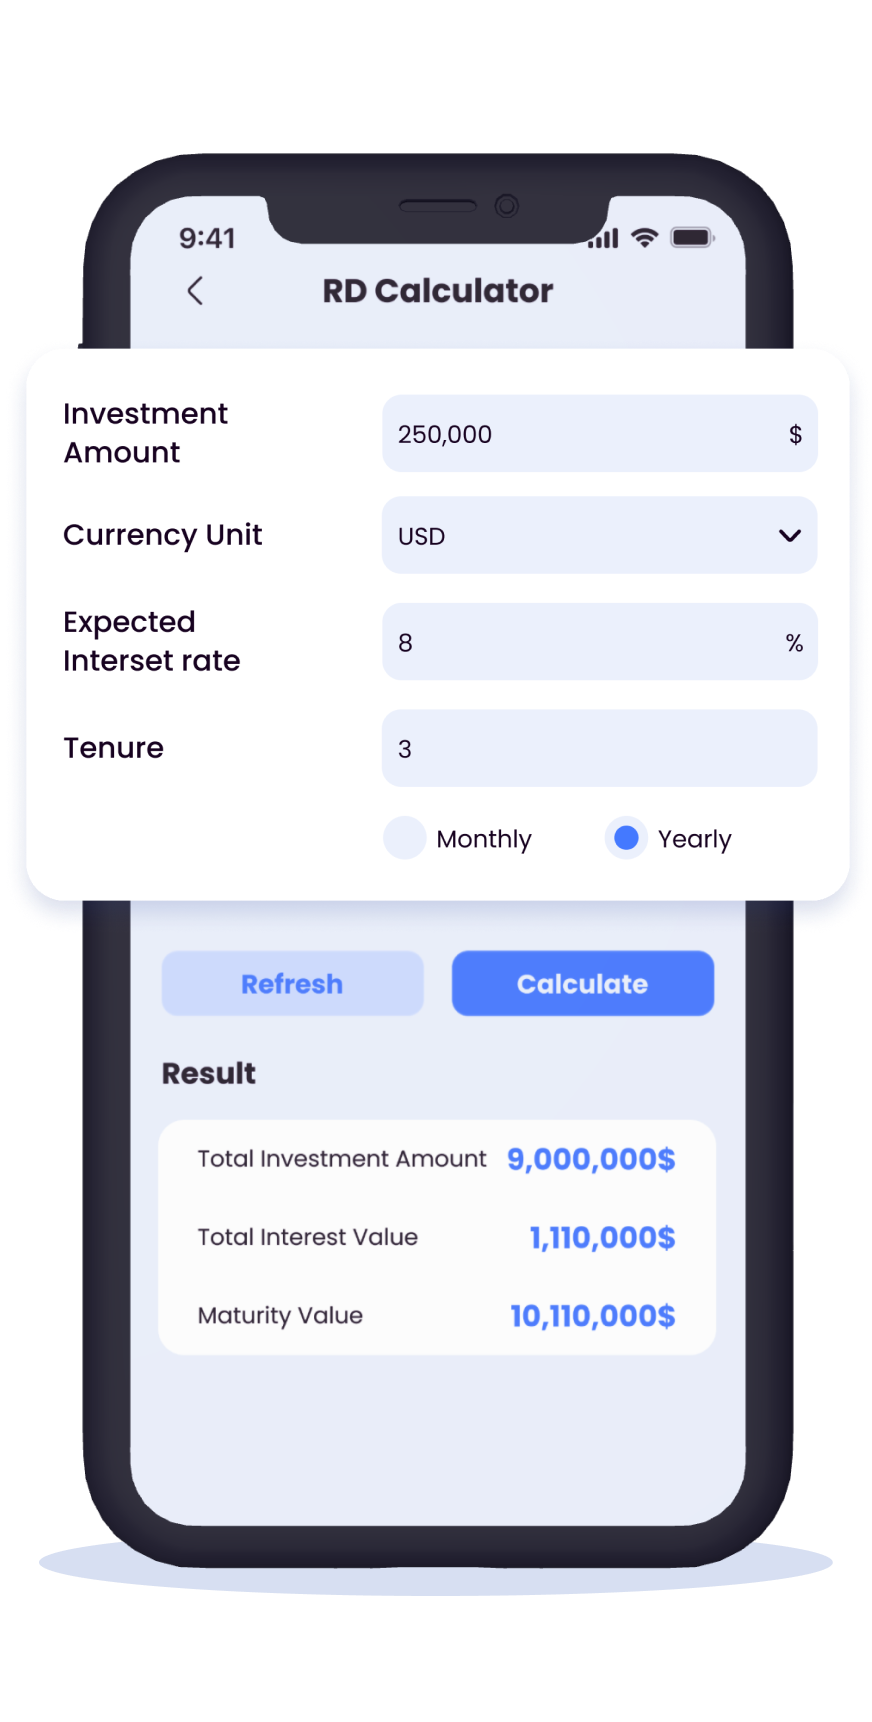 9:41
RD Calculator
Investment
Amount
250,000 $
Currency Unit
USD
Expected
Interset rate
8 %
Tenure
3
Monthly Yearly
Refresh Calculate
Result
Total Investment Amount 9,000,000$
Total Interest Value 1,110,000$
Maturity Value 10,110,000$